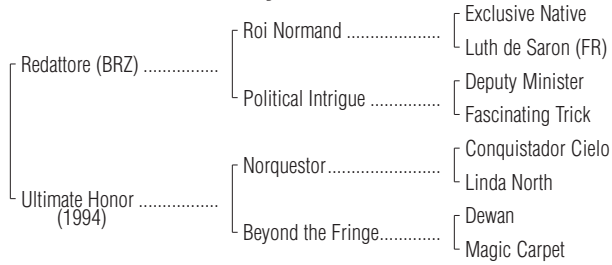 Exclusive Native
Roi Normand ...................
Luth de Saron (FR)
Redattore (BRZ) ...............
Deputy Minister
Political Intrigue ..............
Fascinating Trick
Conquistador Cielo
Norquestor....................
Linda North
Ultimate Honor ................
(1994)
Dewan
Beyond the Fringe.............
Magic Carpet